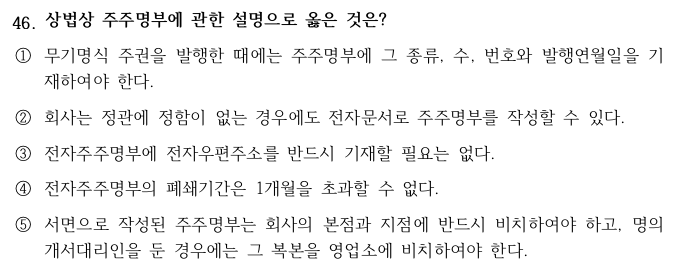 46. 상법상 주주명부에 관한 설명으로 옳은 것은?
① 무기명식 주권을 발행한 때에는 주주명부에 그 종류, 수, 번호와 발행연월일을 기
재하여야 한다.
② 회사는 정관에 정함이 없는 경우에도 전자문서로 주주명부를 작성할 수 있다.
③ 전자주주명부에 전자우편주소를 반드시 기재할 필요는 없다.
④ 전자주주명부의 폐쇄기간은 1개월을 초과할 수 없다.
⑤ 서면으로 작성된 주주명부는 회사의 본점과 지점에 반드시 비치하여야 하고, 명의
개서대리인을 둔 경우에는 그 복본을 영업소에 비치하여야 한다.